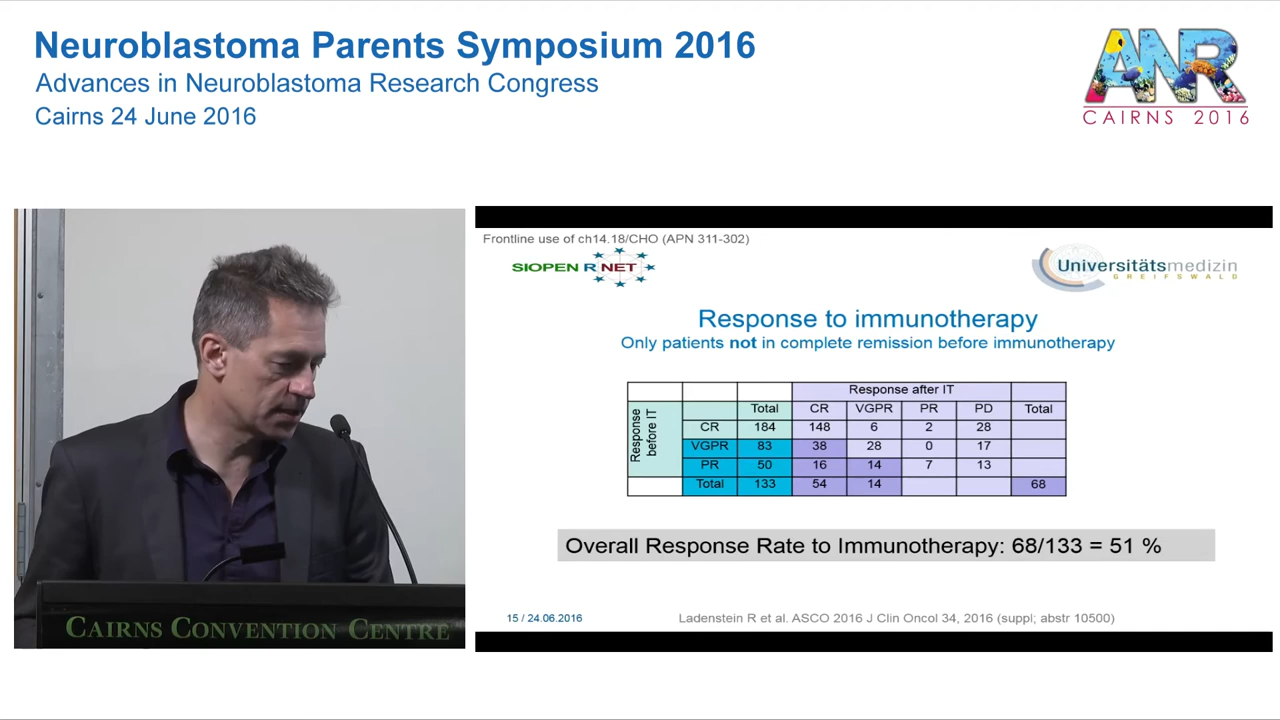 Neuroblastoma Parents Symposium 2016
Advances in Neuroblastoma Research Congress
Cairns 24 June 2016
ANR
CAIRNS 2016
CAIRNS CONVENTION CENTRE
Frontline use of ch14.18/CHO (APN 311-302)
SIOPEN R NET
Universitätsmedizin
GREIFSWALD
Response to immunotherapy
Only patients not in complete remission before immunotherapy
Response after IT
Response before IT
Total CR VGPR PR PD Total
CR 184 148 6 2 28
VGPR 83 38 28 0 17
PR 50 16 14 7 13
Total 133 54 14 68
Overall Response Rate to Immunotherapy: 68/133 = 51 %
15 / 24.06.2016
Ladenstein R et al. ASCO 2016 J Clin Oncol 34, 2016 (suppl; abstr 10500)